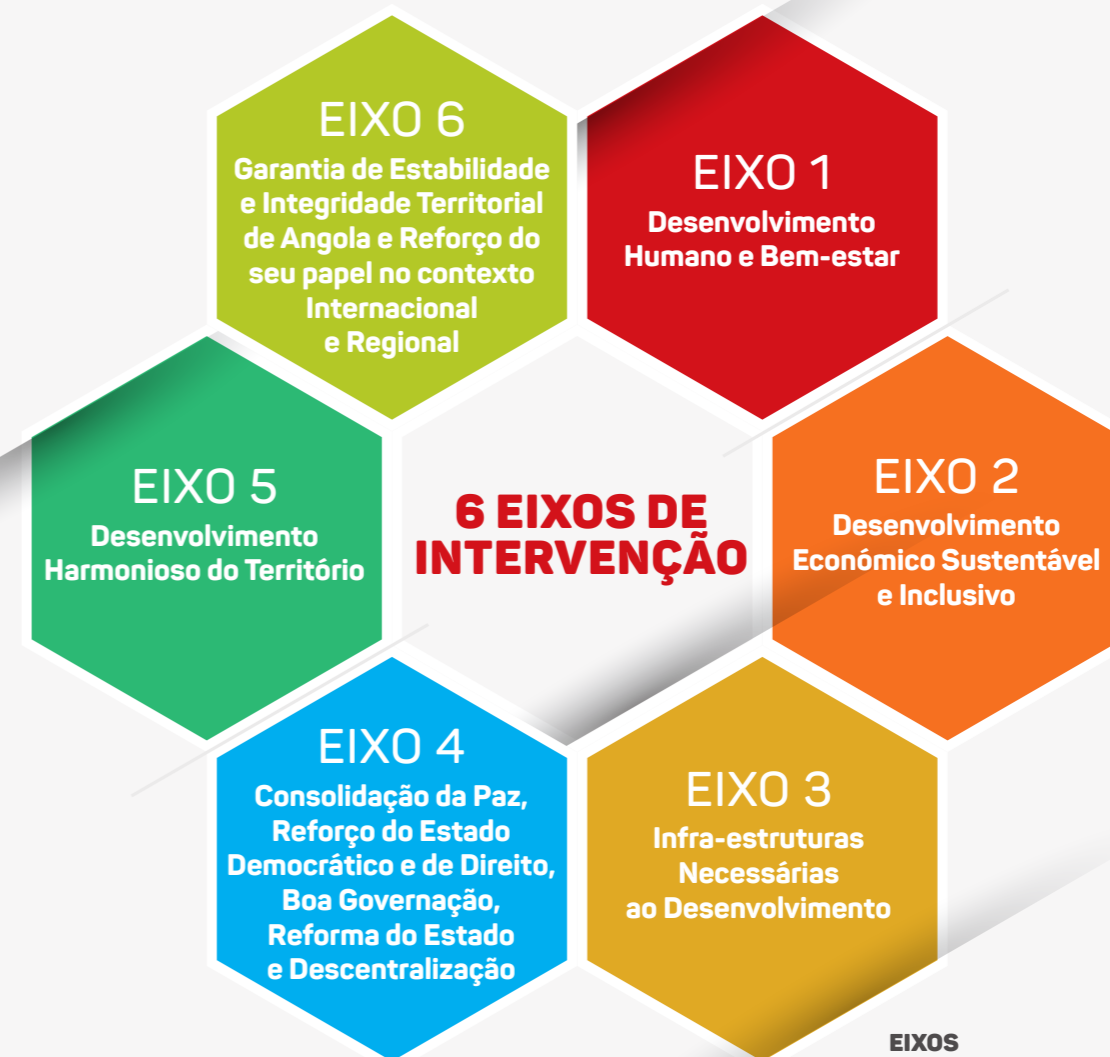 EIXO 6
Garantia de Estabilidade
e Integridade Territorial
de Angola e Reforço do
seu papel no contexto
Internacional
e Regional
EIXO 1
Desenvolvimento
Humano e Bem-estar
EIXO 5
Desenvolvimento
Harmonioso do Território
6 EIXOS DE
INTERVENÇÃO
EIXO 2
Desenvolvimento
Económico Sustentável
e Inclusivo
EIXO 4
Consolidação da Paz,
Reforço do Estado
Democrático e de Direito,
Boa Governação,
Reforma do Estado
e Descentralização
EIXO 3
Infra-estruturas
Necessárias
ao Desenvolvimento
EIXOS